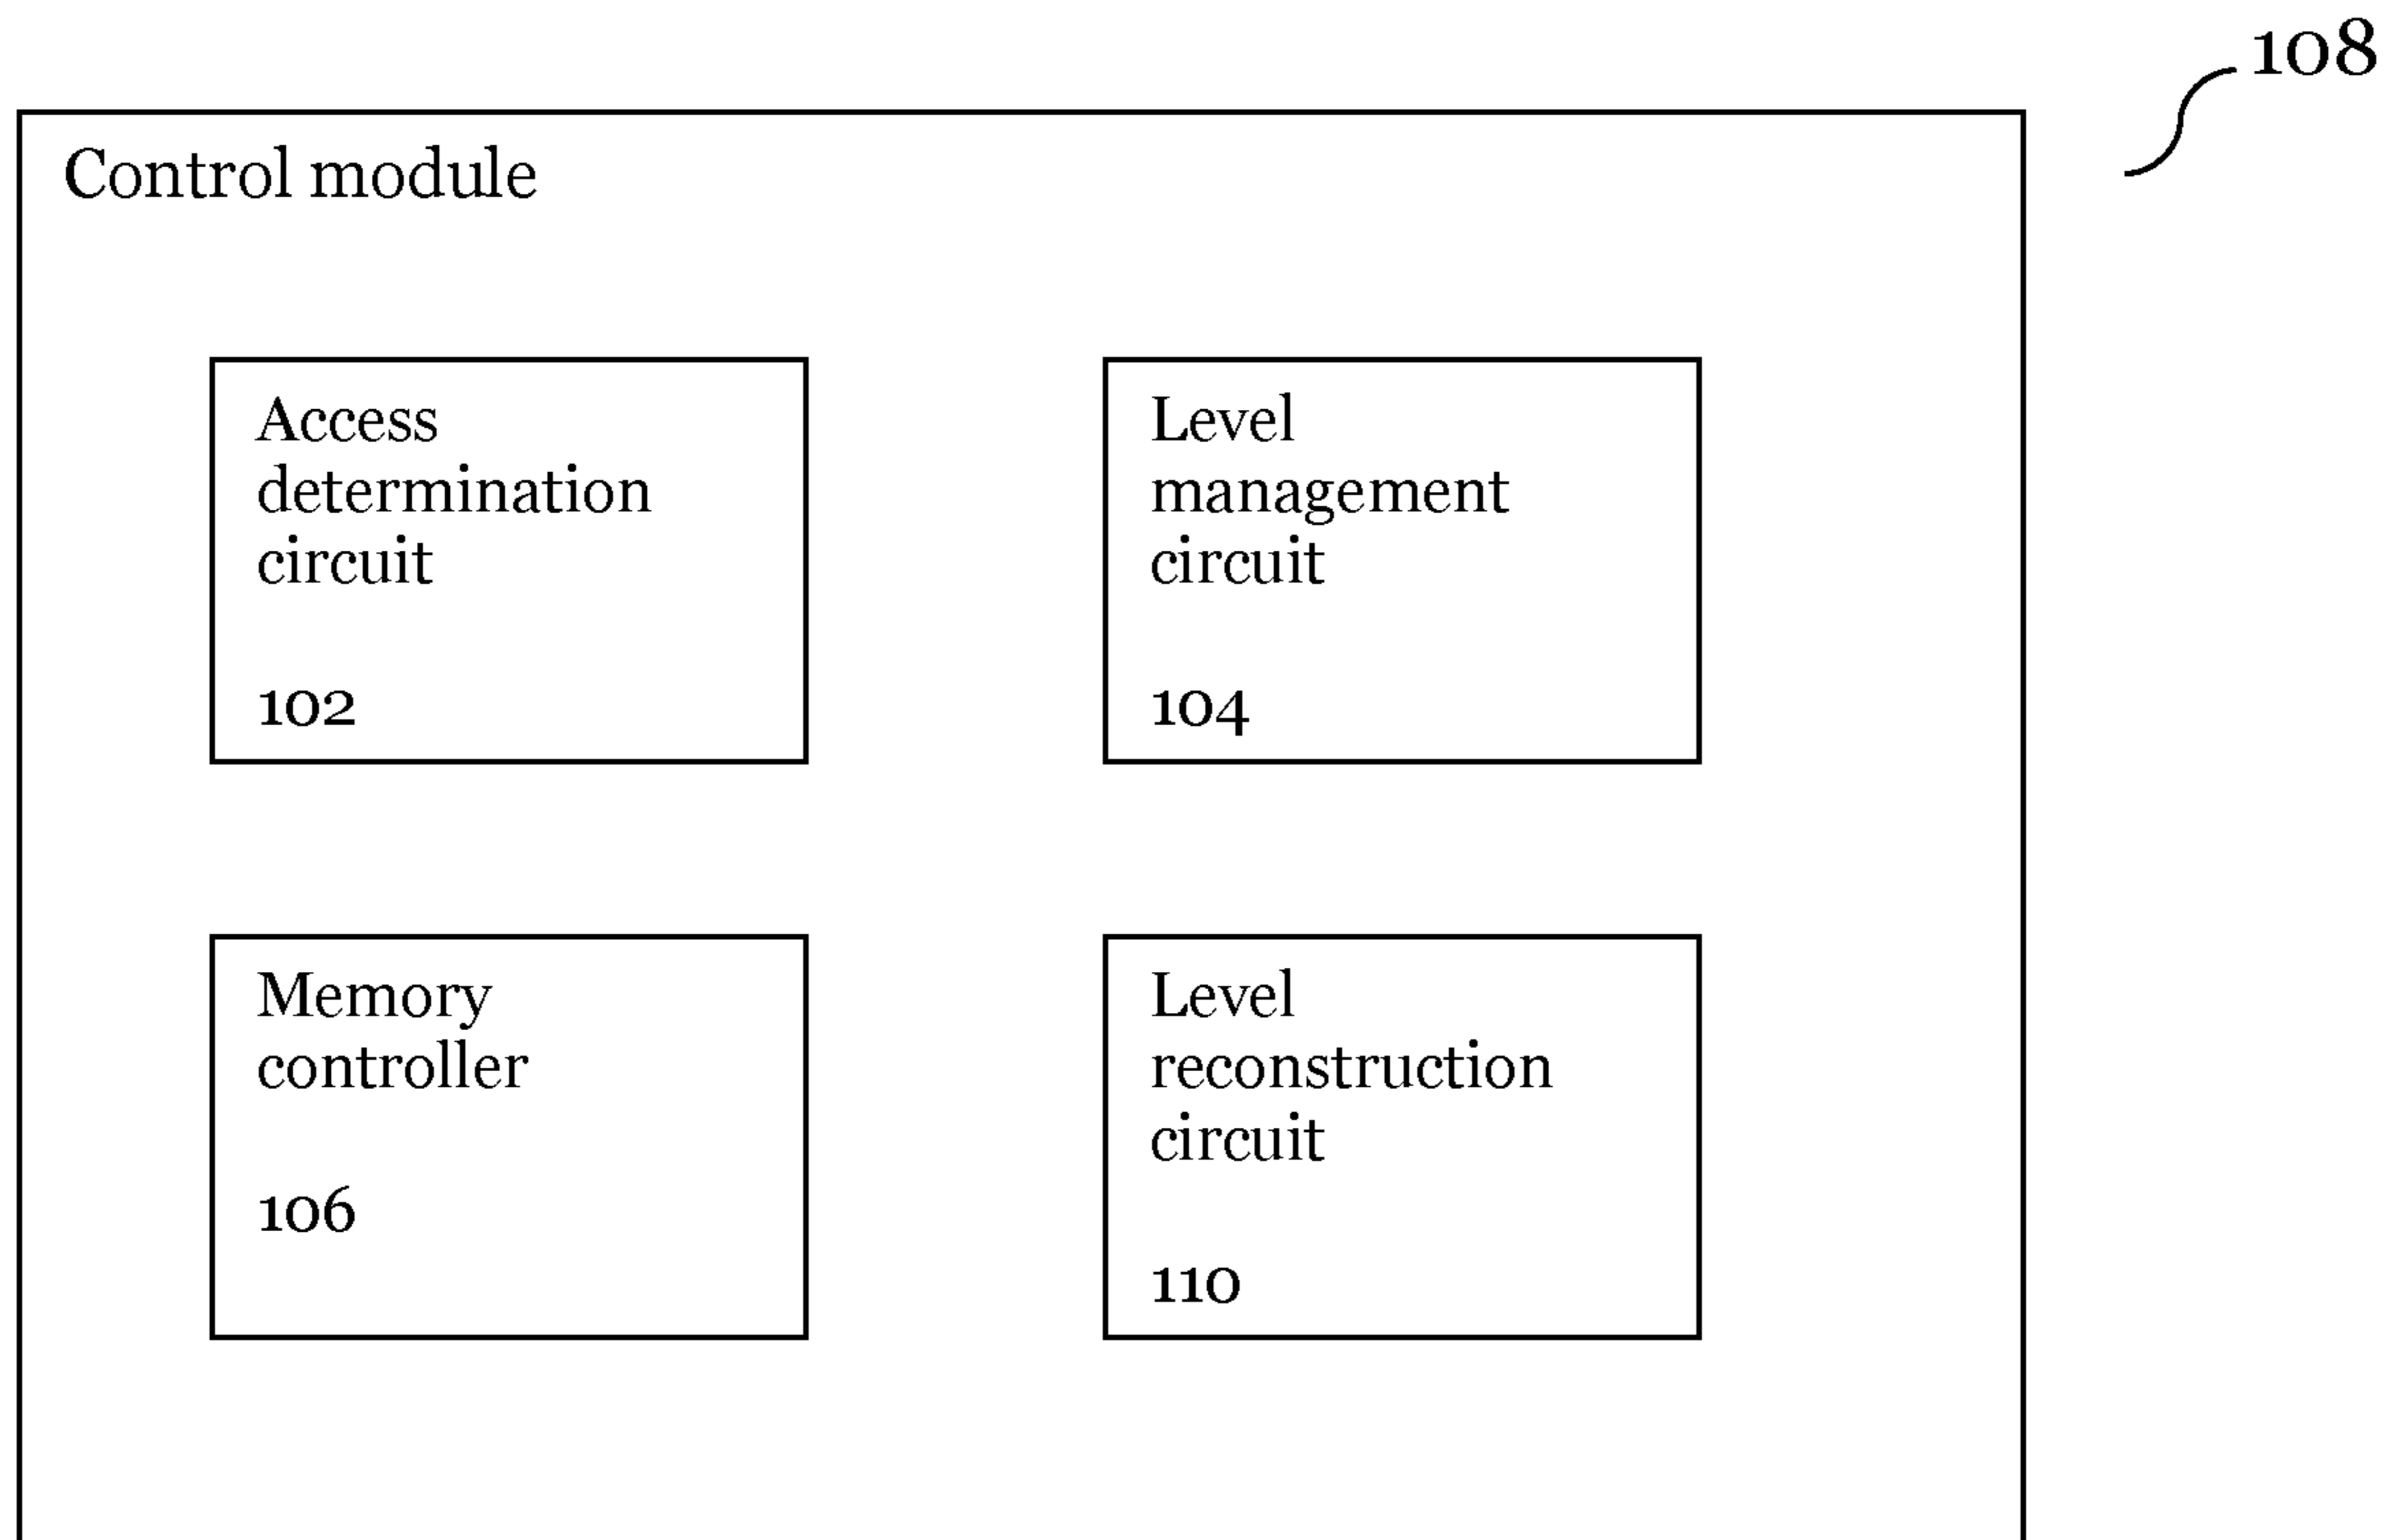 108
Control module
Access
determination
circuit
102
Level
management
circuit
104
Memory
controller
106
Level
reconstruction
circuit
110